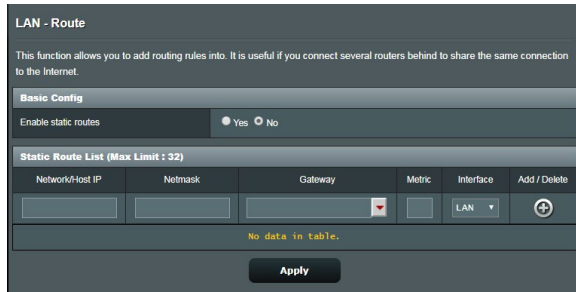 LAN - Route
This function allows you to add routing rules into. It is useful if you connect several routers behind to share the same connection
to the Internet.
Basic Config
Enable static routes Yes No
Static Route List (Max Limit : 32)
Network/Host IP Netmask Gateway Metric Interface Add / Delete
LAN
No data in table.
Apply